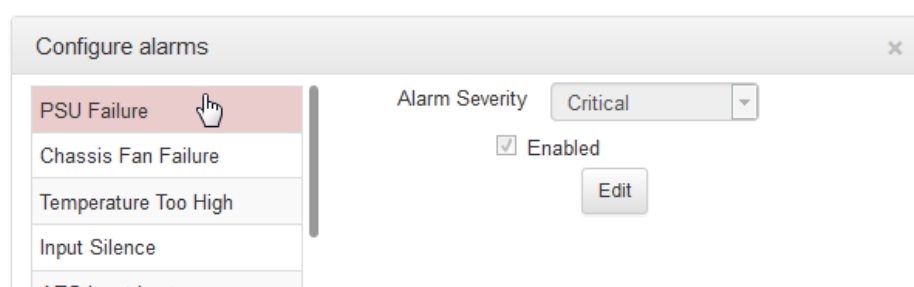 Configure alarms
PSU Failure
Chassis Fan Failure
Temperature Too High
Input Silence
Alarm Severity Critical
Enabled
Edit